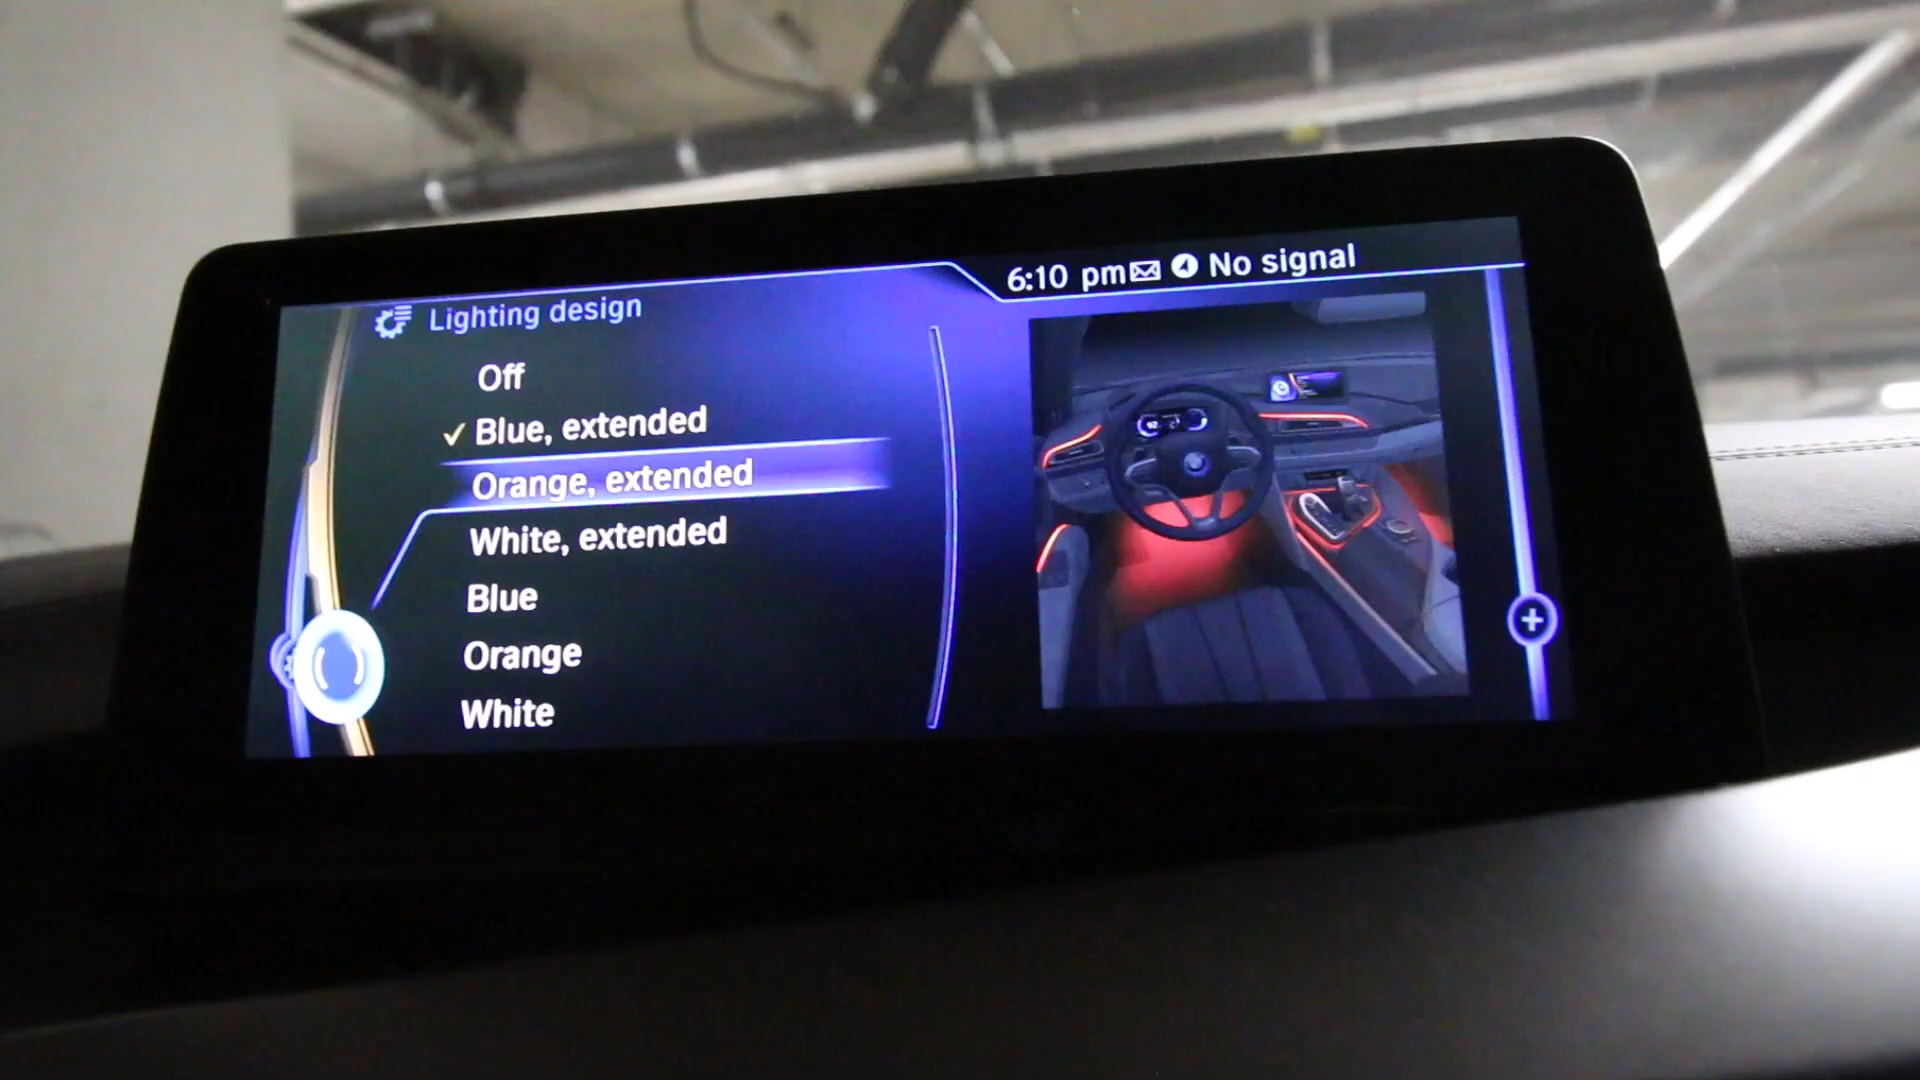 6:10 pm No signal
Lighting design
Off
Blue, extended
Orange, extended
White, extended
Blue
Orange
White